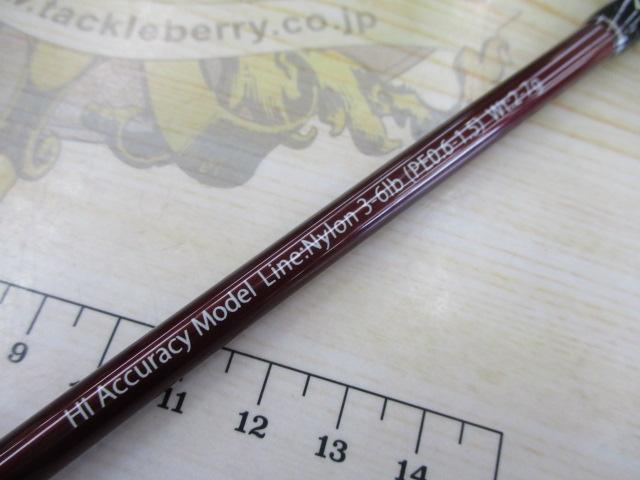 www.tackleberry.co.jp
HI Accuracy Model Line:Nylon 3-6lb (PE0.6-1.5) Wt.2-7g
9 11 12 13 14